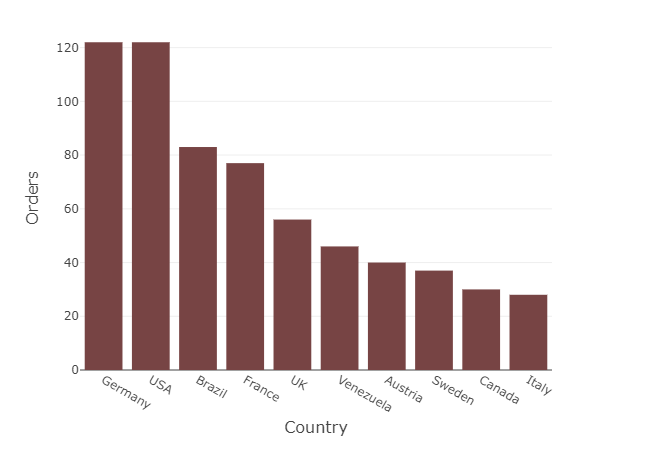 120
100
80
60
40
20
0
Orders
Germany
USA
Brazil
France
UK
Venezuela
Austria
Sweden
Canada
Italy
Country